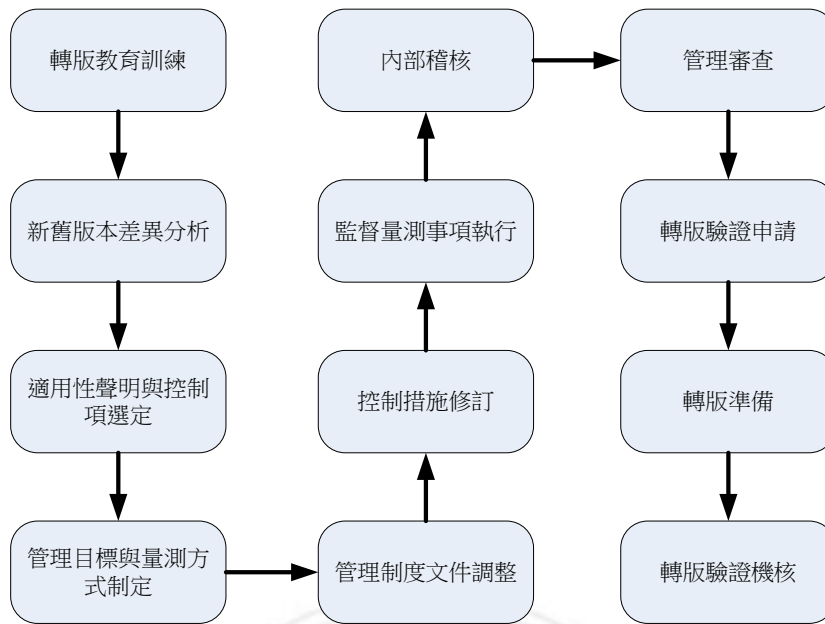 轉版教育訓練
新舊版本差異分析
適用性聲明與控制
項選定
管理目標與量測方
式制定
管理制度文件調整
控制措施修訂
監督量測事項執行
內部稽核
管理審查
轉版驗證申請
轉版準備
轉版驗證機核